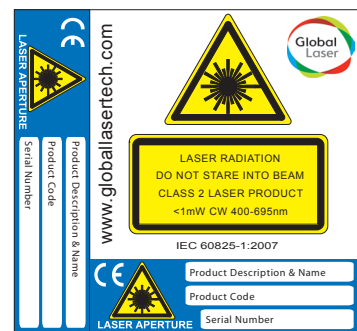 CE
LASER APERTURE
Serial Number
Product Code
Product Description & Name
www.globallasertech.com
Global
Laser
LASER RADIATION
DO NOT STARE INTO BEAM
CLASS 2 LASER PRODUCT
<1mW CW 400-695nm
IEC 60825-1:2007
CE
LASER APERTURE
Product Description & Name
Product Code
Serial Number